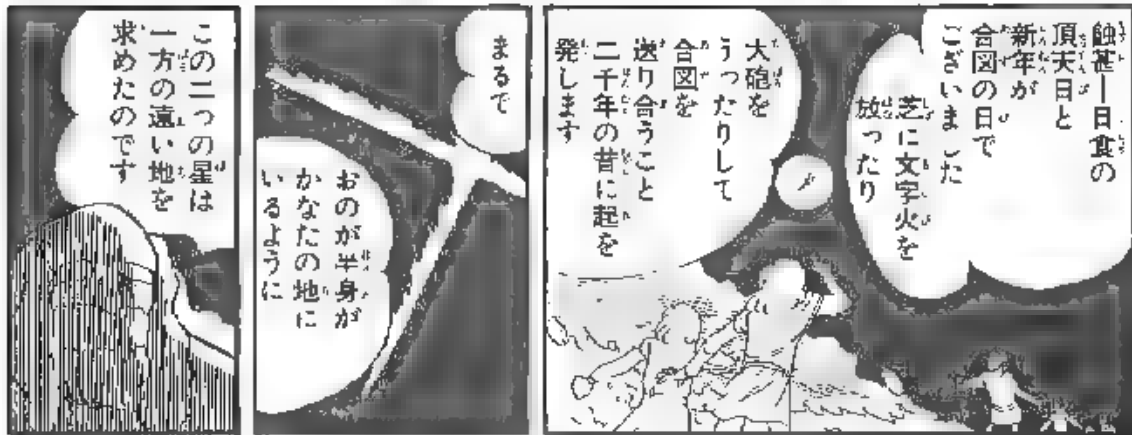 蝕甚—日食の
頂天日と
新年が
合図の日で
ございました
芝に文字火を
放ったり
大砲を
うったりして
合図を
送り合うこと
二千年の昔に起を
発します
まるで
おのが半身が
かなたの地に
いるように
この二つの星は
一方の遠い地を
求めたのです